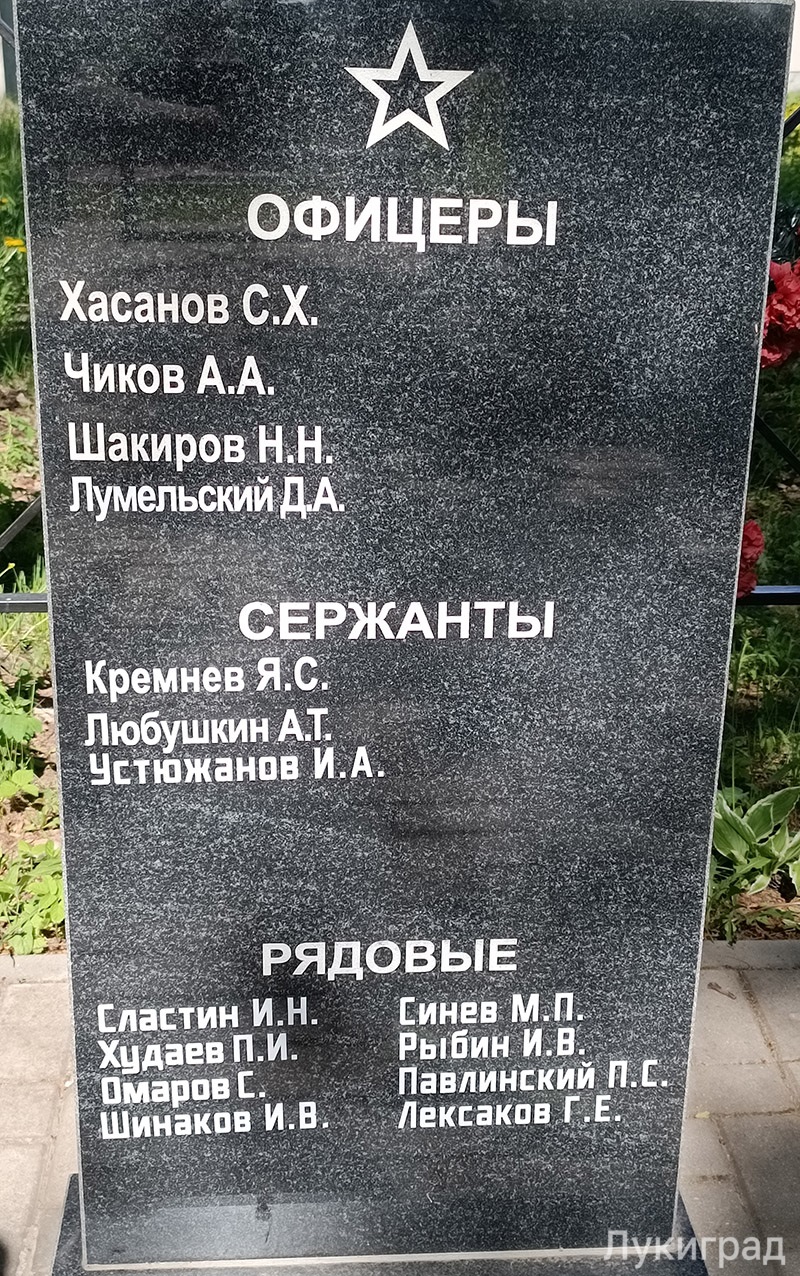 ОФИЦЕРЫ
Хасанов С.Х.
Чиков А.А.
Шакиров Н.Н.
Лумельский Д.А.
СЕРЖАНТЫ
Кремнев Я.С.
Любушкин А.Т.
Устюжанов И.А.
РЯДОВЫЕ
Сластин И.Н. Синев М.П.
Худаев П.И. Рыбин И.В.
Омаров С. Павлинский П.С.
Шинаков И.В. Лексаков Г.Е.
Лукиград